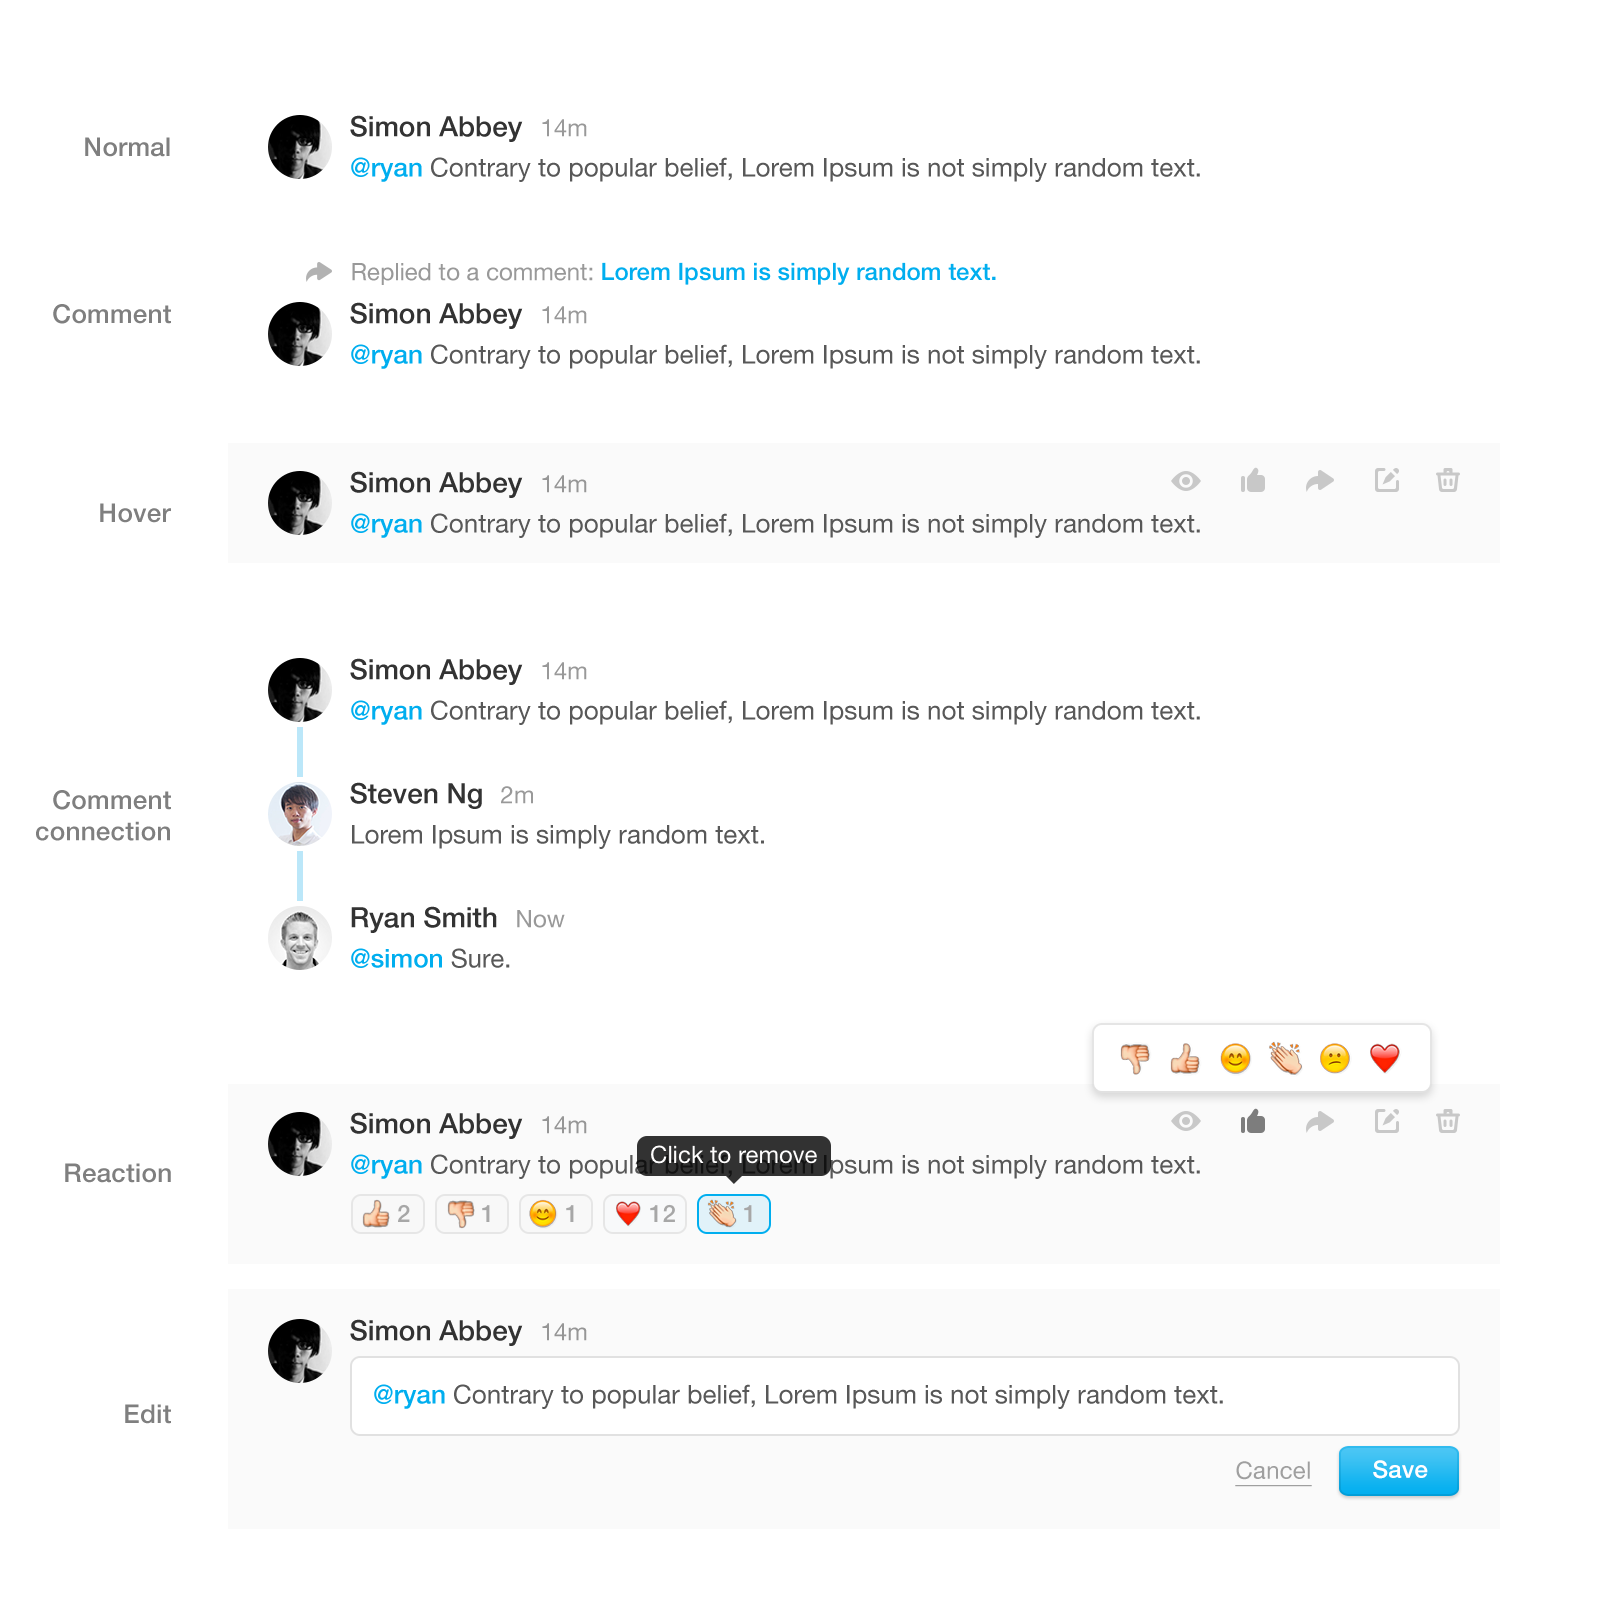 Normal
Simon Abbey 14m
@ryan Contrary to popular belief, Lorem Ipsum is not simply random text.
Replied to a comment: Lorem Ipsum is simply random text.
Comment
Simon Abbey 14m
@ryan Contrary to popular belief, Lorem Ipsum is not simply random text.
Hover
Simon Abbey 14m
@ryan Contrary to popular belief, Lorem Ipsum is not simply random text.
Simon Abbey 14m
@ryan Contrary to popular belief, Lorem Ipsum is not simply random text.
Comment
connection
Steven Ng 2m
Lorem Ipsum is simply random text.
Ryan Smith Now
@simon Sure.
Reaction
Simon Abbey 14m
Click to remove
@ryan Contrary to popular belief, Lorem Ipsum is not simply random text.
2 1 1 12 1
Edit
Simon Abbey 14m
@ryan Contrary to popular belief, Lorem Ipsum is not simply random text.
Cancel Save